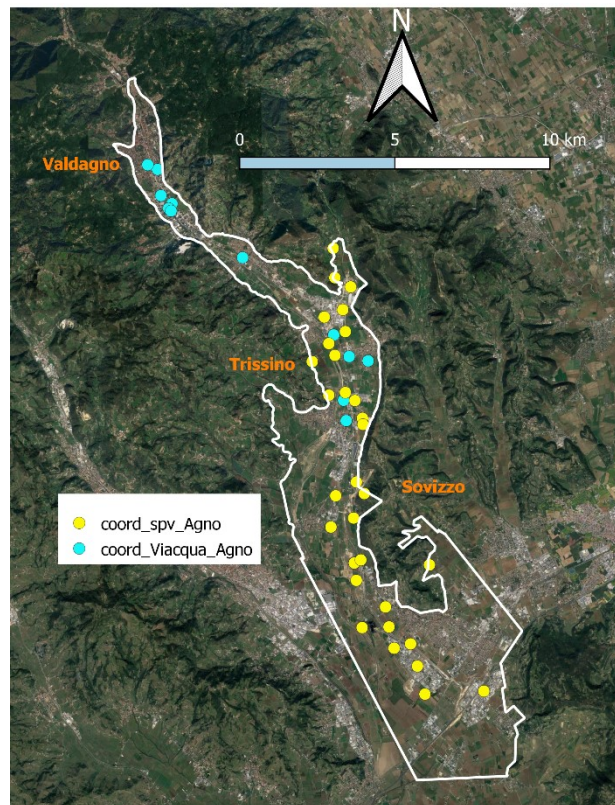 N
0 5 10 km
Valdagno
Trissino
Sovizzo
coord_spv_Agno
coord_Viacqua_Agno